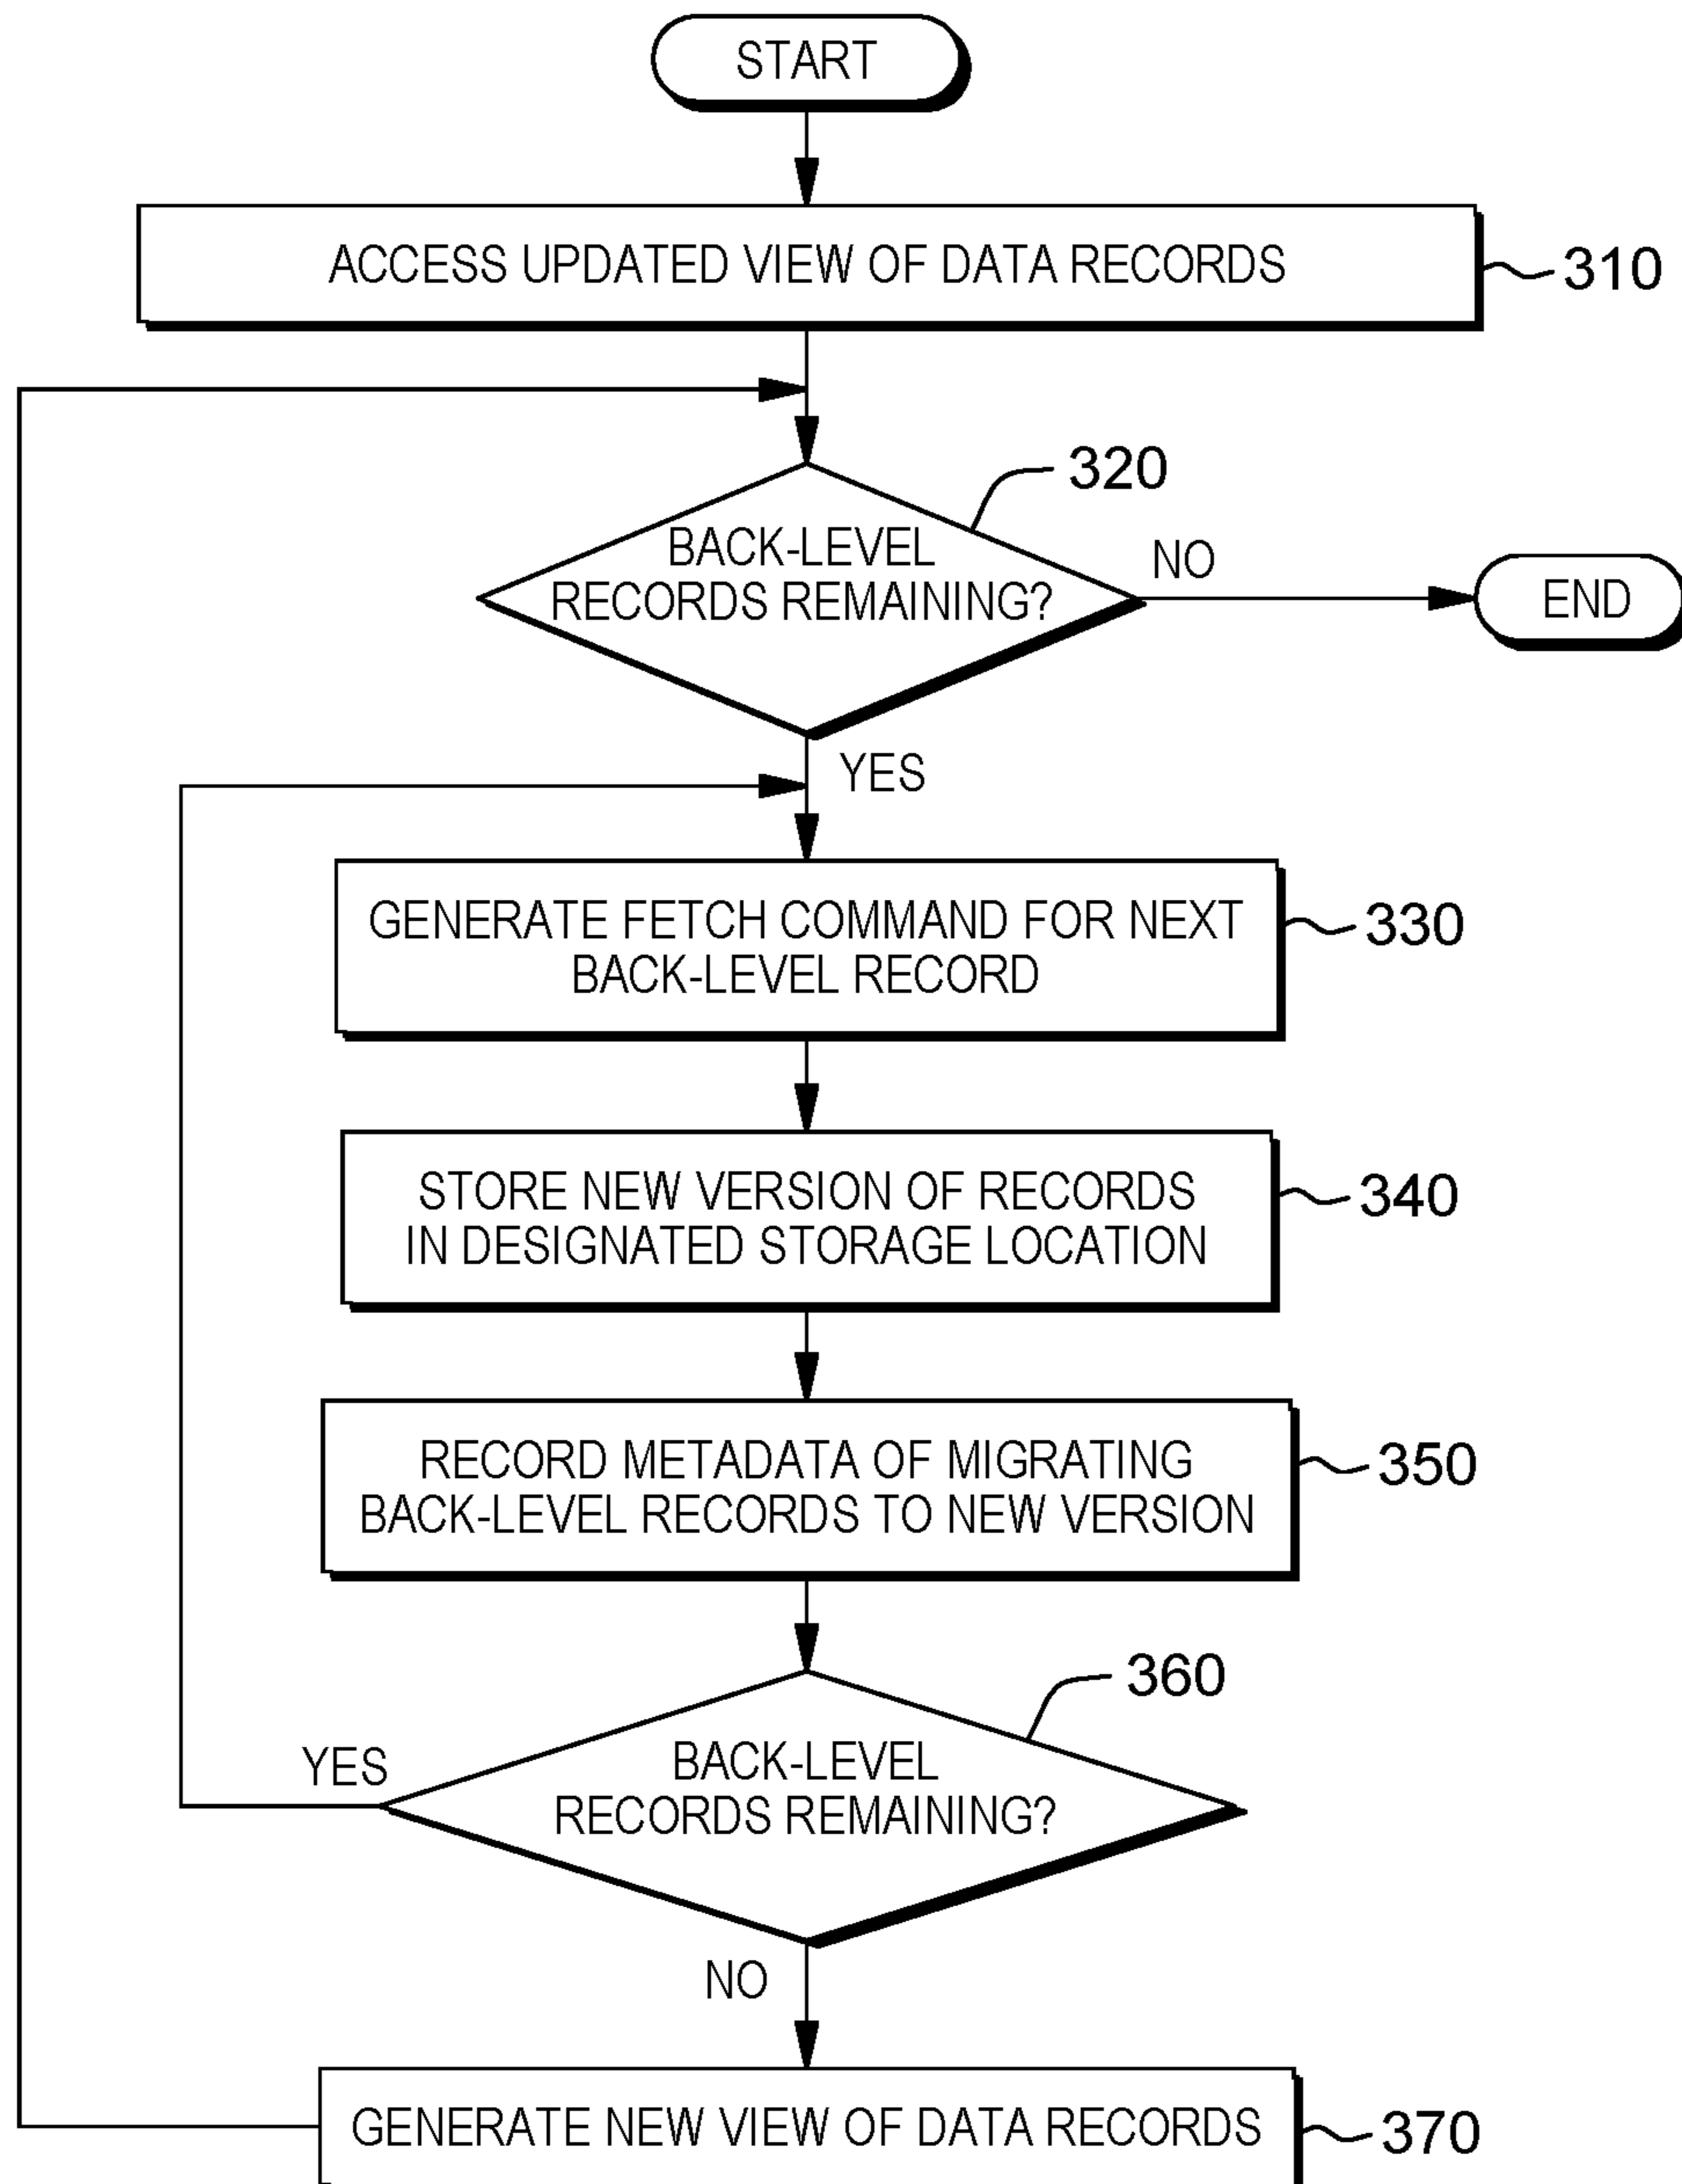 START
ACCESS UPDATED VIEW OF DATA RECORDS
310
320
BACK-LEVEL
RECORDS REMAINING?
NO
END
YES
GENERATE FETCH COMMAND FOR NEXT
BACK-LEVEL RECORD
330
STORE NEW VERSION OF RECORDS
IN DESIGNATED STORAGE LOCATION
340
RECORD METADATA OF MIGRATING
BACK-LEVEL RECORDS TO NEW VERSION
350
360
YES
BACK-LEVEL
RECORDS REMAINING?
NO
GENERATE NEW VIEW OF DATA RECORDS
370